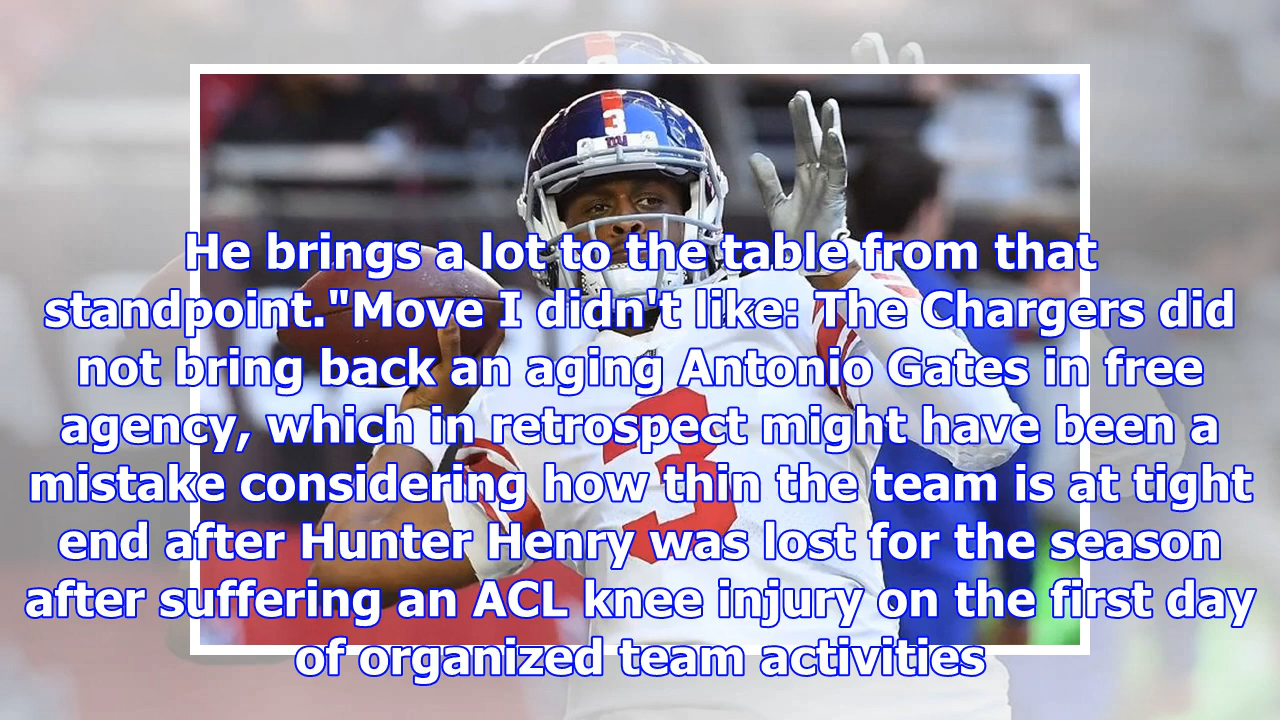 3
NY
He brings a lot to the table from that
standpoint."Move I didn't like: The Chargers did
not bring back an aging Antonio Gates in free
agency, which in retrospect might have been a
mistake considering how thin the team is at tight
end after Hunter Henry was lost for the season
after suffering an ACL knee injury on the first day
of organized team activities
3